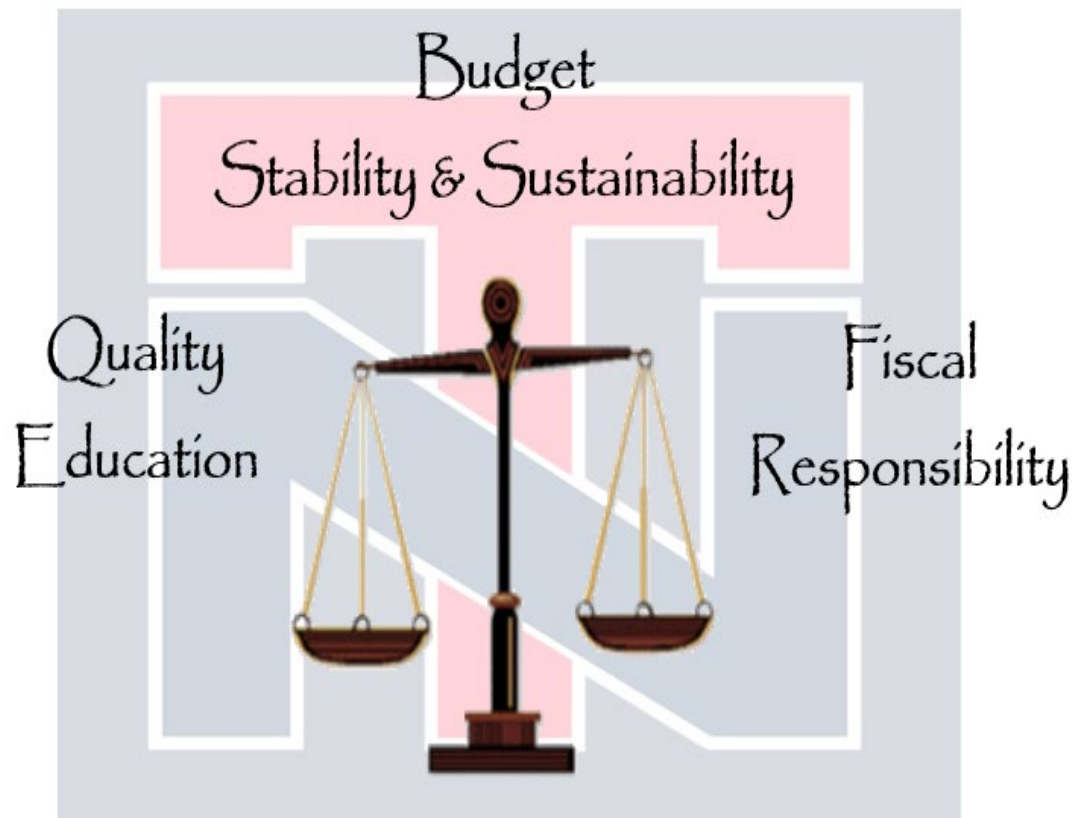 Budget
Stability & Sustainability
Quality
Education
Fiscal
Responsibility